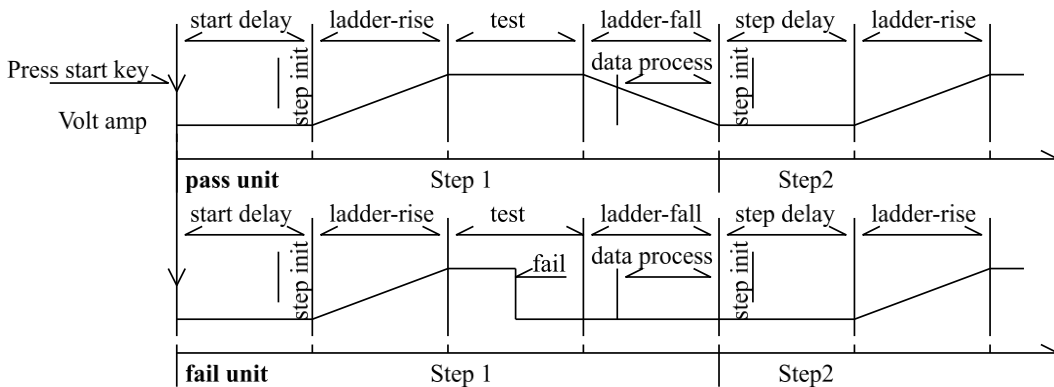 start delay ladder-rise test ladder-fall step delay ladder-rise
Press start key step init data process step init
Volt amp
pass unit Step 1 Step2
start delay ladder-rise test ladder-fall step delay ladder-rise
step init fail data process step init
fail unit Step 1 Step2